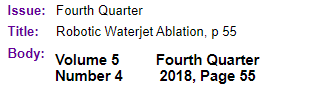 Issue: Fourth Quarter
Title: Robotic Waterjet Ablation, p 55
Body:
Volume 5 Fourth Quarter
Number 4 2018, Page 55